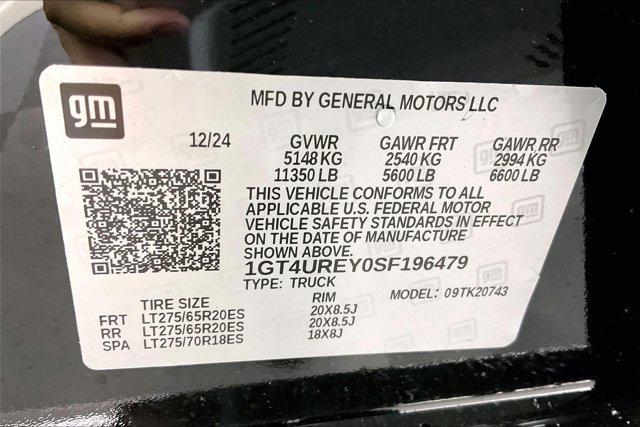 gm
MFD BY GENERAL MOTORS LLC
12/24
GVWR GAWR FRT GAWR RR
5148 KG 2540 KG 2994 KG
11350 LB 5600 LB 6600 LB
THIS VEHICLE CONFORMS TO ALL
APPLICABLE U.S. FEDERAL MOTOR
VEHICLE SAFETY STANDARDS IN EFFECT
ON THE DATE OF MANUFACTURE
SHOWN ABOVE.
1GT4UREY0SF196479
TYPE: TRUCK MODEL: 09TK20743
TIRE SIZE RIM
FRT LT275/65R20ES 20X8.5J
RR LT275/65R20ES 20X8.5J
SPA LT275/70R18ES 18X8J